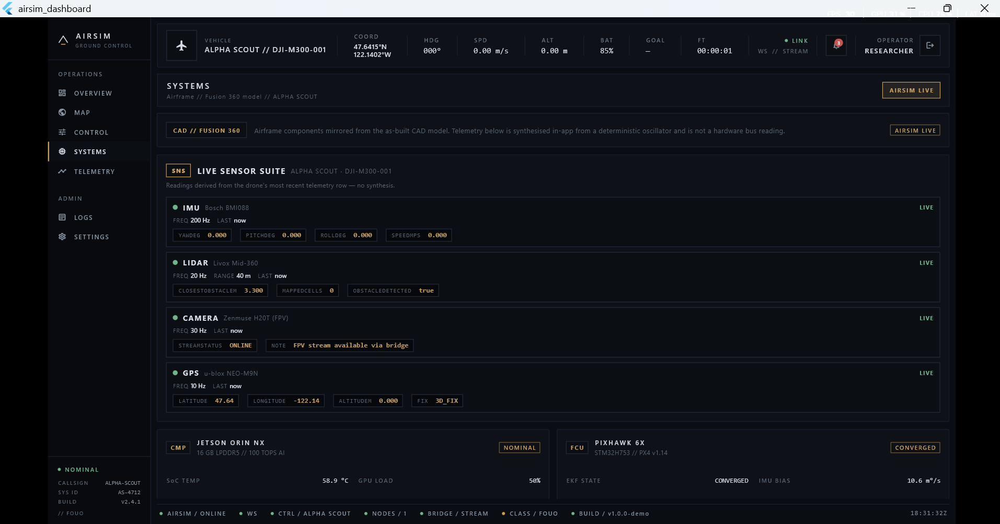 airsim_dashboard
FPS 30 GPU 31% CPU LAT
AIRSIM
GROUND CONTROL
OPERATIONS
OVERVIEW
MAP
CONTROL
SYSTEMS
TELEMETRY
ADMIN
LOGS
SETTINGS
NOMINAL
CALLSIGN ALPHA-SCOUT
SYS ID AS-4712
BUILD v2.4.1
// FOUO
VEHICLE
ALPHA SCOUT // DJI-M300-001
COORD
47.6415°N
122.1402°W
HDG
000°
SPD
0.00 m/s
ALT
0.00 m
BAT
85%
GOAL
—
FT
00:00:01
LINK
WS // STREAM
3
OPERATOR
RESEARCHER
SYSTEMS
Airframe // Fusion 360 model // ALPHA SCOUT
AIRSIM LIVE
CAD // FUSION 360 Airframe components mirrored from the as-built CAD model. Telemetry below is synthesised in-app from a deterministic oscillator and is not a hardware bus reading. AIRSIM LIVE
SNS LIVE SENSOR SUITE ALPHA SCOUT · DJI-M300-001
Readings derived from the drone's most recent telemetry row — no synthesis.
IMU Bosch BMI088 LIVE
FREQ 200 Hz LAST now
YAWDEG 0.000 PITCHDEG 0.000 ROLLDEG 0.000 SPEEDMPS 0.000
LIDAR Livox Mid-360 LIVE
FREQ 20 Hz RANGE 40 m LAST now
CLOSESTOBSTACLEM 3.300 MAPPEDCELLS 0 OBSTACLEDETECTED true
CAMERA Zenmuse H20T (FPV) LIVE
FREQ 30 Hz LAST now
STREAMSTATUS ONLINE NOTE FPV stream available via bridge
GPS u-blox NEO-M9N LIVE
FREQ 10 Hz LAST now
LATITUDE 47.64 LONGITUDE -122.14 ALTITUDEM 0.000 FIX 3D_FIX
CMP JETSON ORIN NX NOMINAL
16 GB LPDDR5 // 100 TOPS AI
SoC TEMP 58.9 °C GPU LOAD 50%
FCU PIXHAWK 6X CONVERGED
STM32H753 // PX4 v1.14
EKF STATE CONVERGED IMU BIAS 10.6 m°/s
AIRSIM / ONLINE WS CTRL / ALPHA SCOUT NODES / 1 BRIDGE / STREAM CLASS / FOUO BUILD / v1.0.0-demo 18:31:32Z